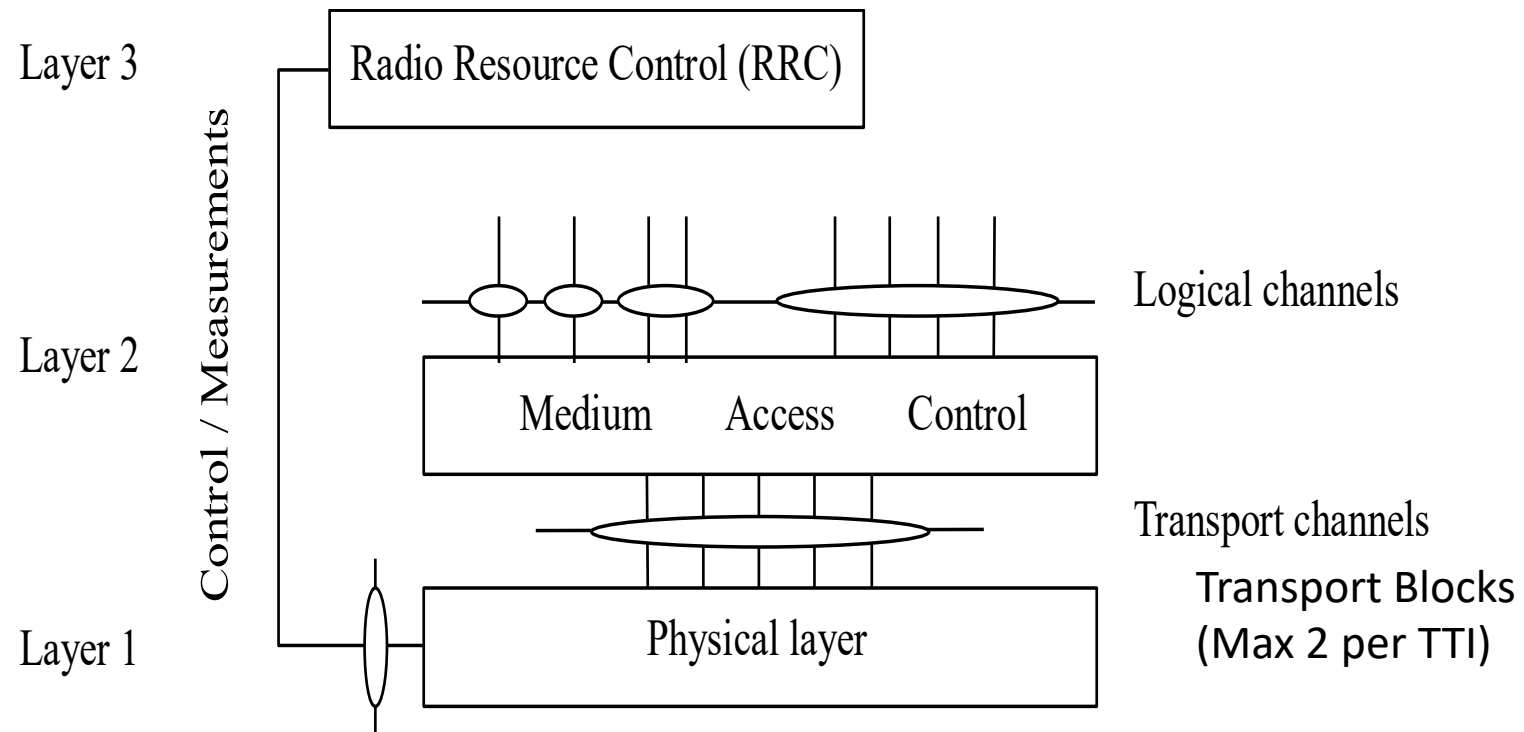 Layer 3
Radio Resource Control (RRC)
Control / Measurements
Logical channels
Layer 2
Medium Access Control
Transport channels
Transport Blocks
(Max 2 per TTI)
Layer 1
Physical layer